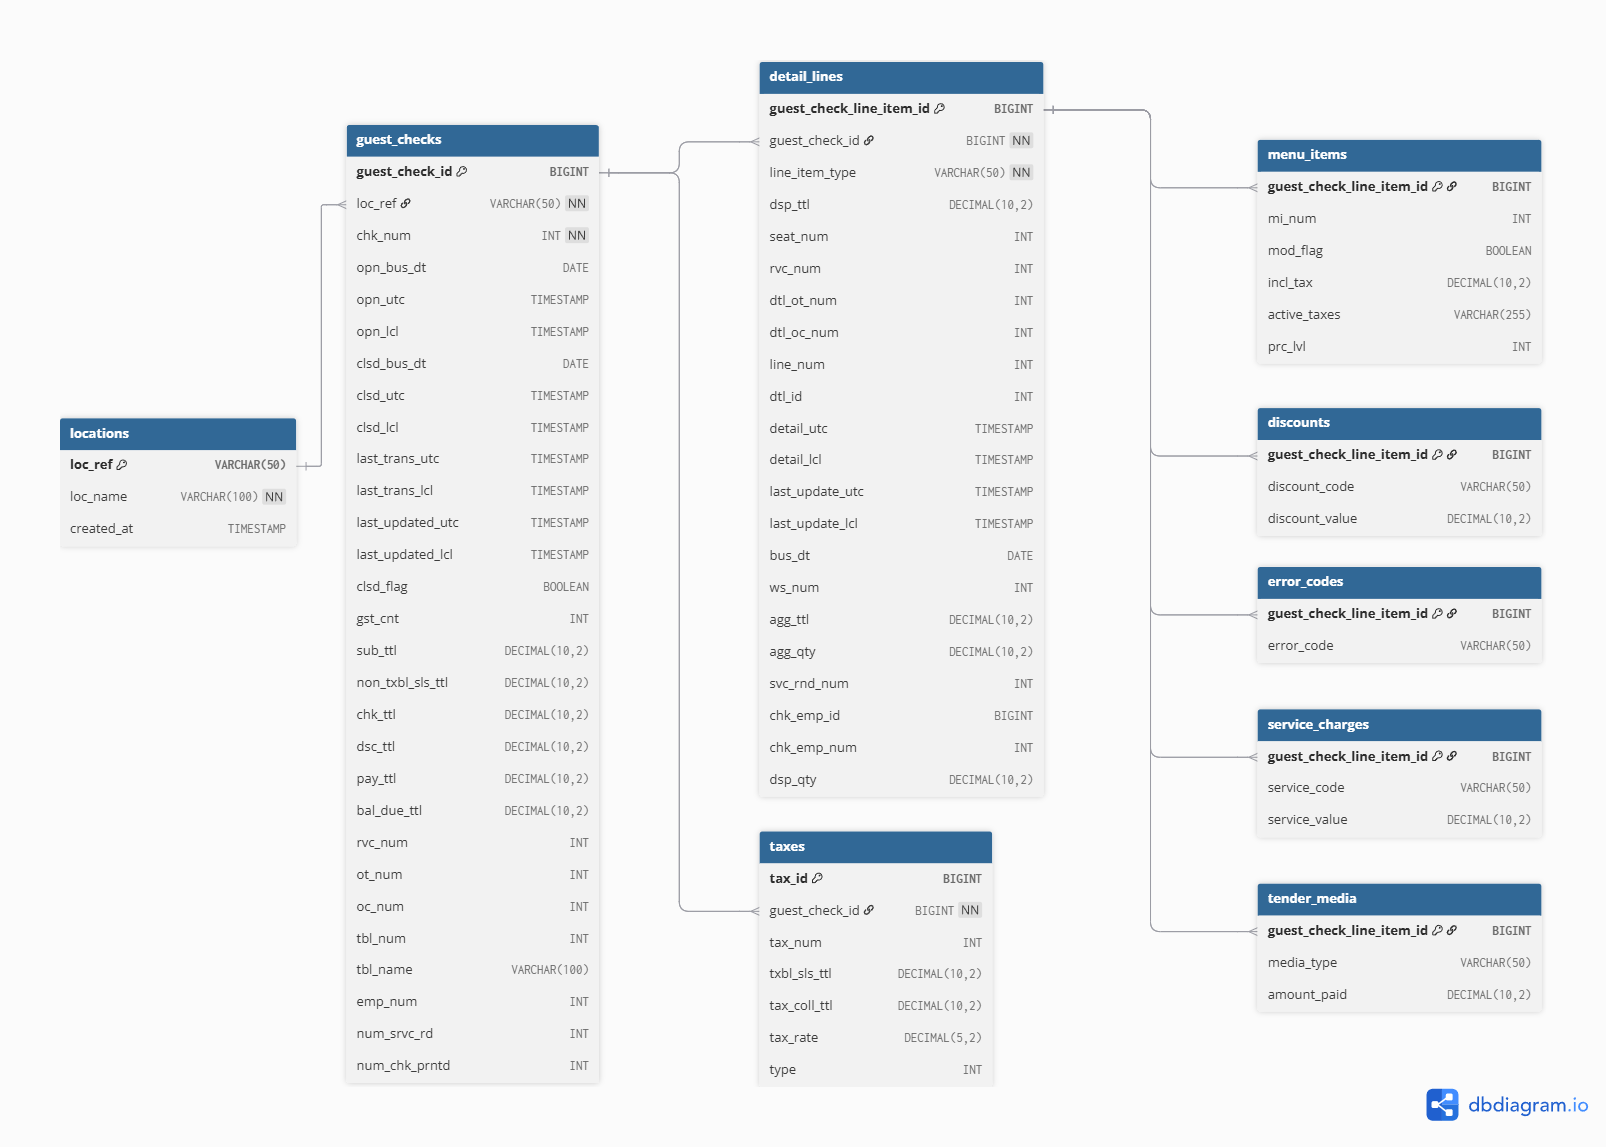 locations
loc_ref VARCHAR(50)
loc_name VARCHAR(100) NN
created_at TIMESTAMP
guest_checks
guest_check_id BIGINT
loc_ref VARCHAR(50) NN
chk_num INT NN
opn_bus_dt DATE
opn_utc TIMESTAMP
opn_lcl TIMESTAMP
clsd_bus_dt DATE
clsd_utc TIMESTAMP
clsd_lcl TIMESTAMP
last_trans_utc TIMESTAMP
last_trans_lcl TIMESTAMP
last_updated_utc TIMESTAMP
last_updated_lcl TIMESTAMP
clsd_flag BOOLEAN
gst_cnt INT
sub_ttl DECIMAL(10,2)
non_txbl_sls_ttl DECIMAL(10,2)
chk_ttl DECIMAL(10,2)
dsc_ttl DECIMAL(10,2)
pay_ttl DECIMAL(10,2)
bal_due_ttl DECIMAL(10,2)
rvc_num INT
ot_num INT
oc_num INT
tbl_num INT
tbl_name VARCHAR(100)
emp_num INT
num_srvc_rd INT
num_chk_prntd INT
detail_lines
guest_check_line_item_id BIGINT
guest_check_id BIGINT NN
line_item_type VARCHAR(50) NN
dsp_ttl DECIMAL(10,2)
seat_num INT
rvc_num INT
dtl_ot_num INT
dtl_oc_num INT
line_num INT
dtl_id INT
detail_utc TIMESTAMP
detail_lcl TIMESTAMP
last_update_utc TIMESTAMP
last_update_lcl TIMESTAMP
bus_dt DATE
ws_num INT
agg_ttl DECIMAL(10,2)
agg_qty DECIMAL(10,2)
svc_rnd_num INT
chk_emp_id BIGINT
chk_emp_num INT
dsp_qty DECIMAL(10,2)
taxes
tax_id BIGINT
guest_check_id BIGINT NN
tax_num INT
txbl_sls_ttl DECIMAL(10,2)
tax_coll_ttl DECIMAL(10,2)
tax_rate DECIMAL(5,2)
type INT
menu_items
guest_check_line_item_id BIGINT
mi_num INT
mod_flag BOOLEAN
incl_tax DECIMAL(10,2)
active_taxes VARCHAR(255)
prc_lvl INT
discounts
guest_check_line_item_id BIGINT
discount_code VARCHAR(50)
discount_value DECIMAL(10,2)
error_codes
guest_check_line_item_id BIGINT
error_code VARCHAR(50)
service_charges
guest_check_line_item_id BIGINT
service_code VARCHAR(50)
service_value DECIMAL(10,2)
tender_media
guest_check_line_item_id BIGINT
media_type VARCHAR(50)
amount_paid DECIMAL(10,2)
dbdiagram.io